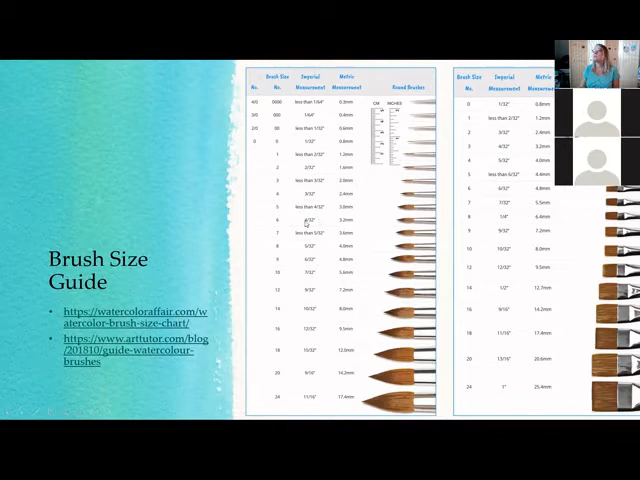 Brush Size
Guide
• https://watercoloraffair.com/w
atercolor-brush-size-chart/
• https://www.arttutor.com/blog
/201810/guide-watercolour-
brushes
Brush Size Imperial Metric
No. No. Measurement Measurement Round Brushes
CM INCHES
4/0 0000 less than 1/64" 0.3mm
3/0 000 1/64" 0.4mm
2/0 00 less than 1/32" 0.6mm
0 0 1/32" 0.8mm
1 less than 2/32" 1.2mm
2 2/32" 1.6mm
3 less than 3/32" 2.0mm
4 3/32" 2.4mm
5 less than 4/32" 3.0mm
6 4/32" 3.2mm
7 less than 5/32" 3.6mm
8 5/32" 4.0mm
9 6/32" 4.8mm
10 7/32" 5.6mm
12 9/32" 7.2mm
14 10/32" 8.0mm
16 12/32" 9.5mm
18 15/32" 12.0mm
20 9/16" 14.2mm
24 11/16" 17.4mm
Brush Size Imperial Metric
No. Measurement
0 1/32" 0.8mm
1 less than 2/32" 1.2mm
2 3/32" 2.4mm
3 4/32" 3.2mm
4 5/32" 4.0mm
5 less than 6/32" 4.4mm
6 6/32" 4.8mm
7 7/32" 5.5mm
8 1/4" 6.4mm
9 9/32" 7.2mm
10 10/32" 8.0mm
12 12/32" 9.5mm
14 1/2" 12.7mm
16 9/16" 14.2mm
18 11/16" 17.4mm
20 13/16" 20.6mm
24 1" 25.4mm